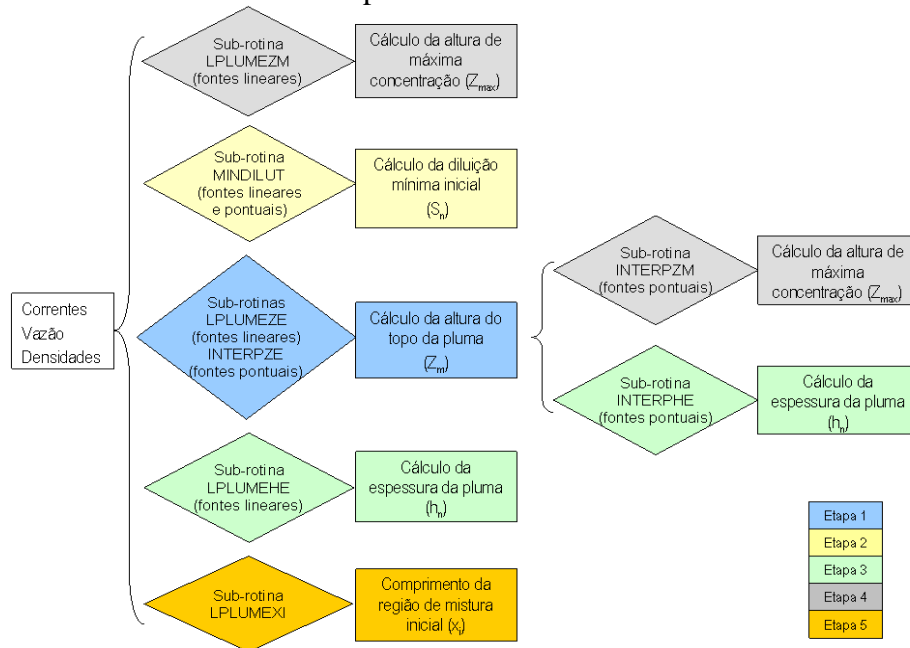 Sub-rotina
LPLUMEZM
(fontes lineares)
Cálculo da altura de
máxima
concentração (Zmax)
Sub-rotina
MINDILUT
(fontes lineares
e pontuais)
Cálculo da diluição
mínima inicial
(Sn)
Correntes
Vazão
Densidades
Sub-rotinas
LPLUMEZE
(fontes lineares)
INTERPZE
(fontes pontuais)
Cálculo da altura do
topo da pluma
(Zm)
Sub-rotina
INTERPZM
(fontes pontuais)
Cálculo da altura de
máxima
concentração (Zmax)
Sub-rotina
INTERPHE
(fontes pontuais)
Cálculo da
espessura da pluma
(hn)
Sub-rotina
LPLUMEHE
(fontes lineares)
Cálculo da
espessura da pluma
(hn)
Sub-rotina
LPLUMEXI
Comprimento da
região de mistura
inicial (xi)
Etapa 1
Etapa 2
Etapa 3
Etapa 4
Etapa 5